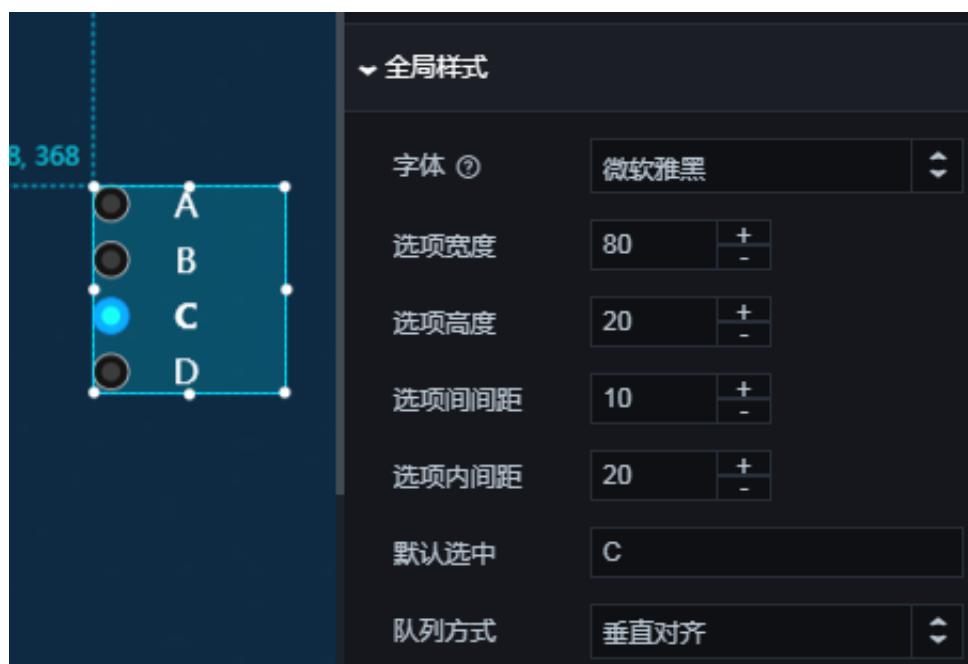 全局样式
8, 368
字体
微软雅黑
A
B
C
D
选项宽度
80
+
-
选项高度
20
+
-
选项间间距
10
+
-
选项内间距
20
+
-
默认选中
C
队列方式
垂直对齐